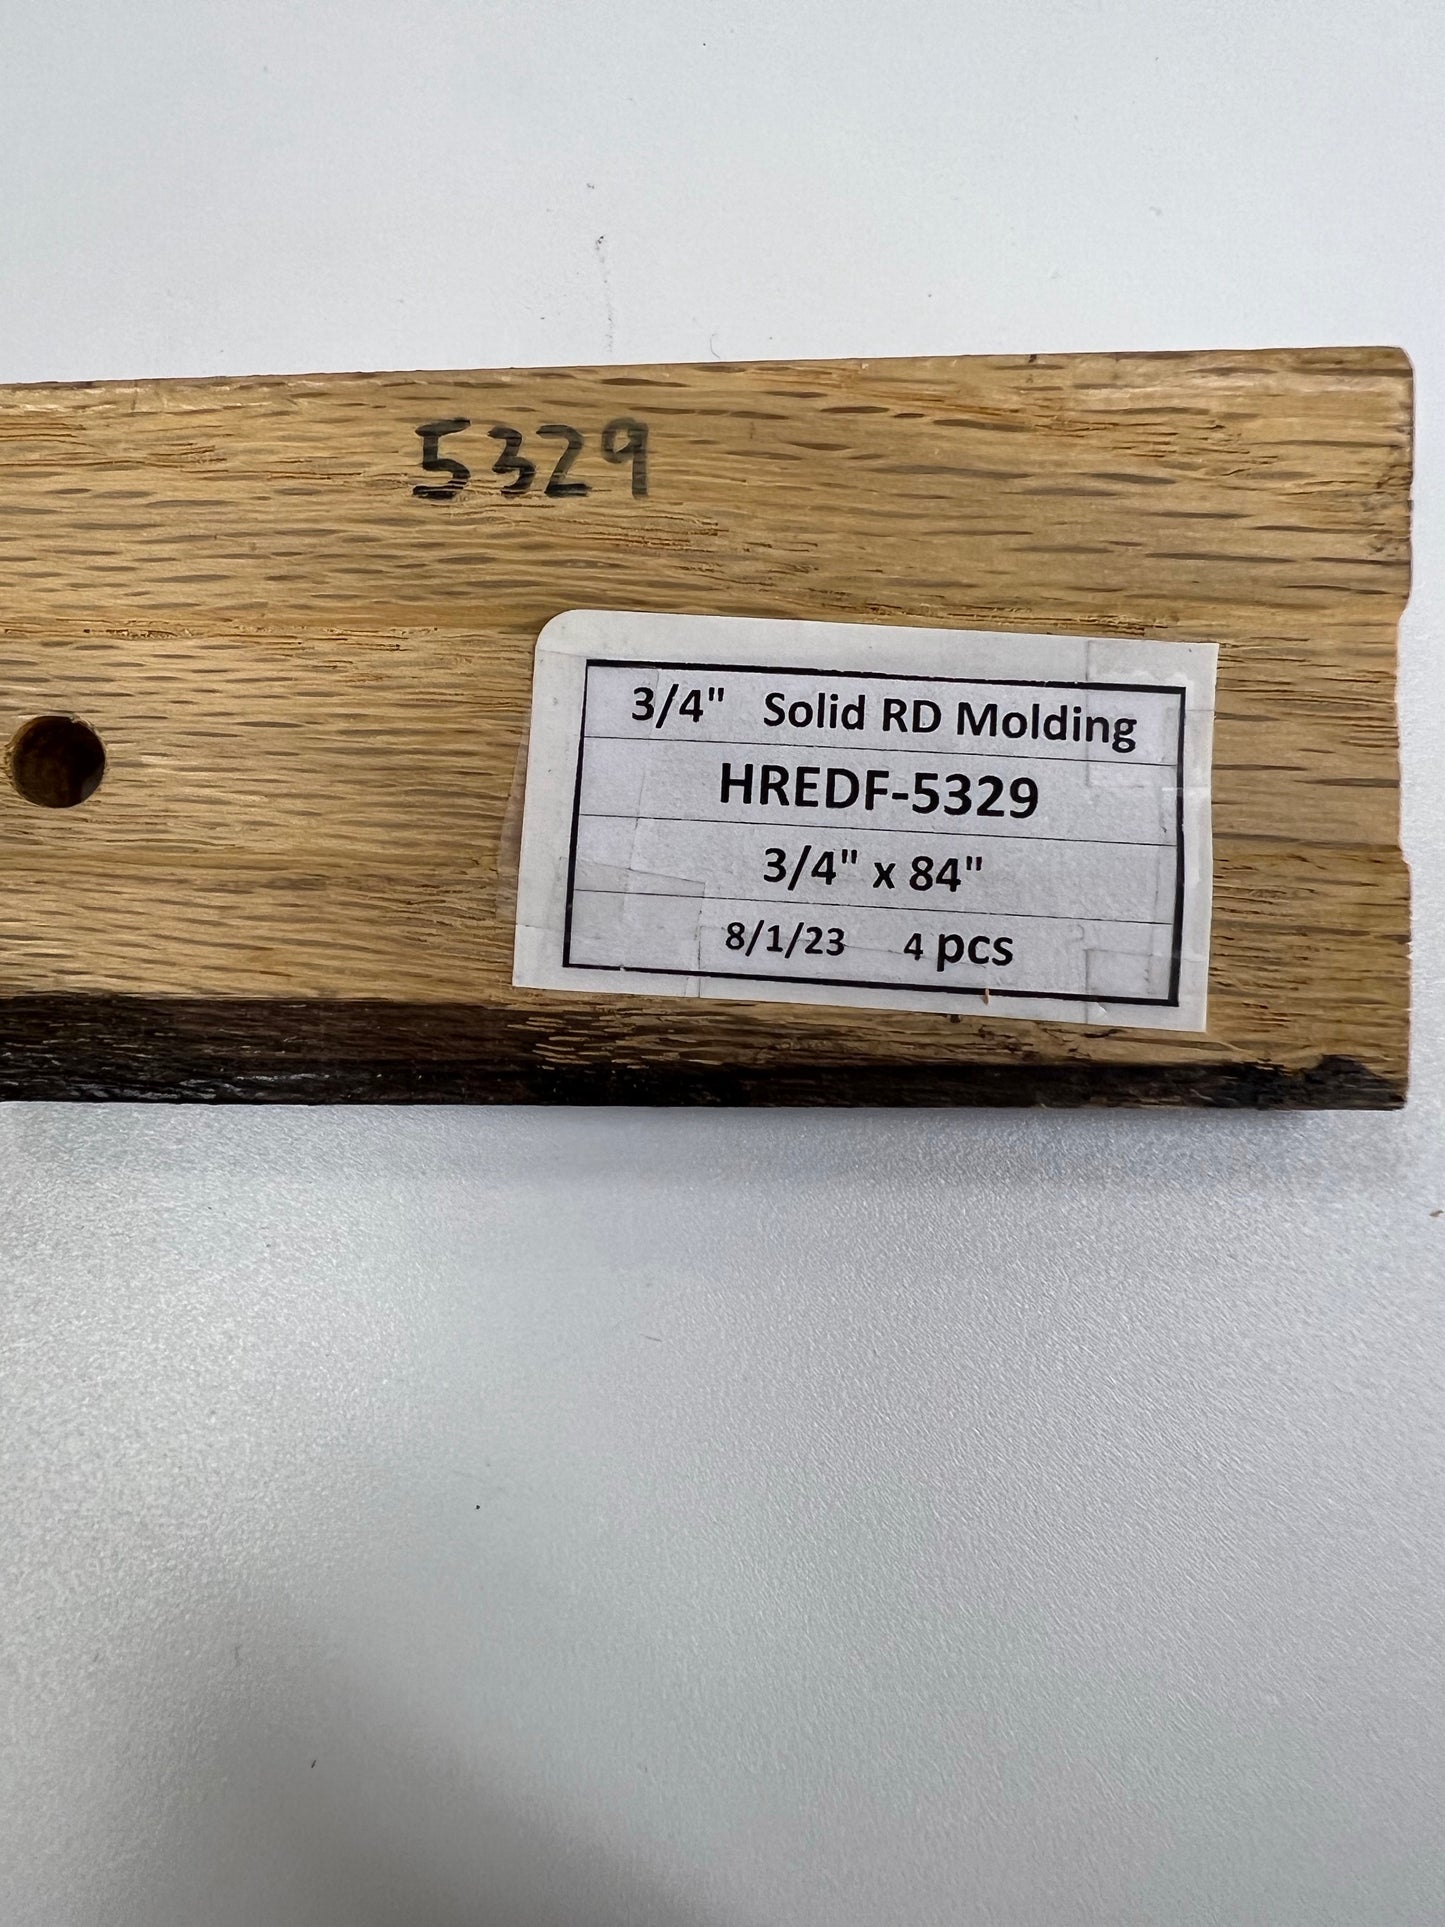 5329
3/4" Solid RD Molding
HREDF-5329
3/4" x 84"
8/1/23 4 pcs